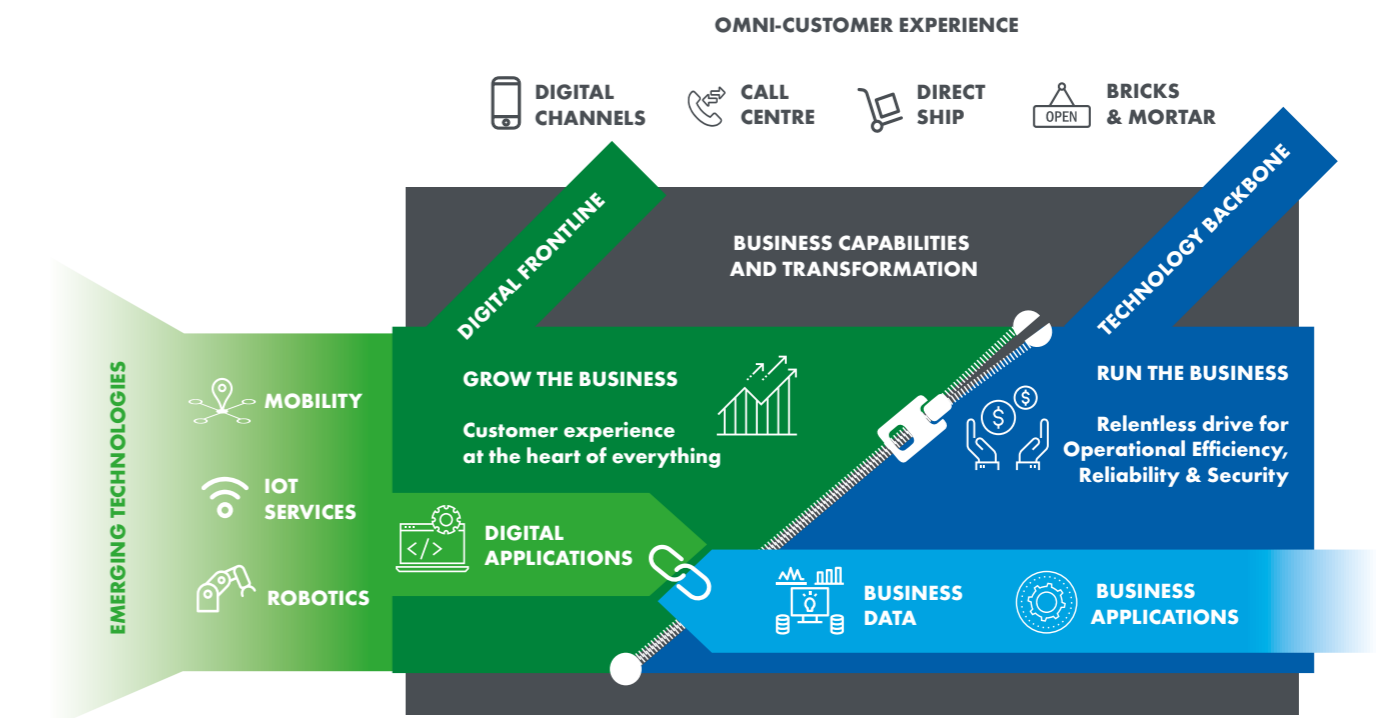 OMNI-CUSTOMER EXPERIENCE
DIGITAL
CHANNELS
CALL
CENTRE
DIRECT
SHIP
OPEN
BRICKS
& MORTAR
DIGITAL FRONTLINE
BUSINESS CAPABILITIES
AND TRANSFORMATION
TECHNOLOGY BACKBONE
EMERGING TECHNOLOGIES
MOBILITY
IOT
SERVICES
ROBOTICS
GROW THE BUSINESS
Customer experience
at the heart of everything
RUN THE BUSINESS
$
$
Relentless drive for
Operational Efficiency,
Reliability & Security
</>
DIGITAL
APPLICATIONS
BUSINESS
DATA
BUSINESS
APPLICATIONS